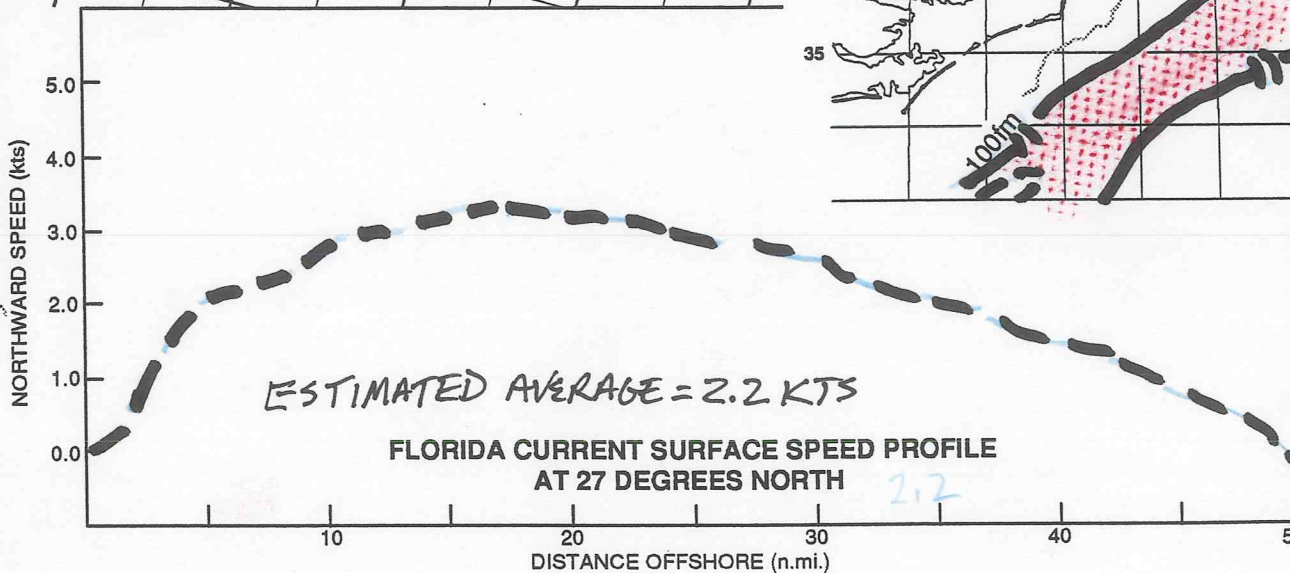 35
100fm
NORTHWARD SPEED (kts)
5.0
4.0
3.0
2.0
1.0
0.0
ESTIMATED AVERAGE = 2.2 KTS
FLORIDA CURRENT SURFACE SPEED PROFILE
AT 27 DEGREES NORTH
2.2
10
20
30
40
DISTANCE OFFSHORE (n.mi.)